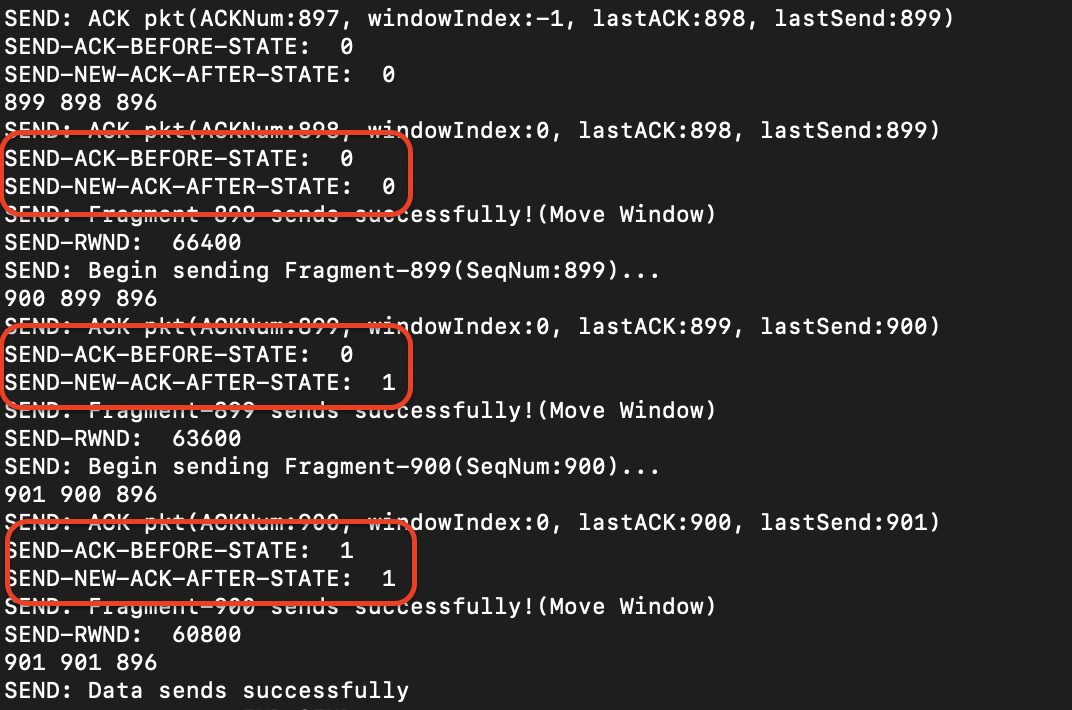 SEND: ACK pkt(ACKNum:897, windowIndex:-1, lastACK:898, lastSend:899)
SEND-ACK-BEFORE-STATE:  0
SEND-NEW-ACK-AFTER-STATE:  0
899 898 896
SEND: ACK pkt(ACKNum:898, windowIndex:0, lastACK:898, lastSend:899)
SEND-ACK-BEFORE-STATE:  0
SEND-NEW-ACK-AFTER-STATE:  0
SEND: Fragment-898 sends successfully!(Move Window)
SEND-RWND:  66400
SEND: Begin sending Fragment-899(SeqNum:899)...
900 899 896
SEND: ACK pkt(ACKNum:899, windowIndex:0, lastACK:899, lastSend:900)
SEND-ACK-BEFORE-STATE:  0
SEND-NEW-ACK-AFTER-STATE:  1
SEND: Fragment-899 sends successfully!(Move Window)
SEND-RWND:  63600
SEND: Begin sending Fragment-900(SeqNum:900)...
901 900 896
SEND: ACK pkt(ACKNum:900, windowIndex:0, lastACK:900, lastSend:901)
SEND-ACK-BEFORE-STATE:  1
SEND-NEW-ACK-AFTER-STATE:  1
SEND: Fragment-900 sends successfully!(Move Window)
SEND-RWND:  60800
901 901 896
SEND: Data sends successfully